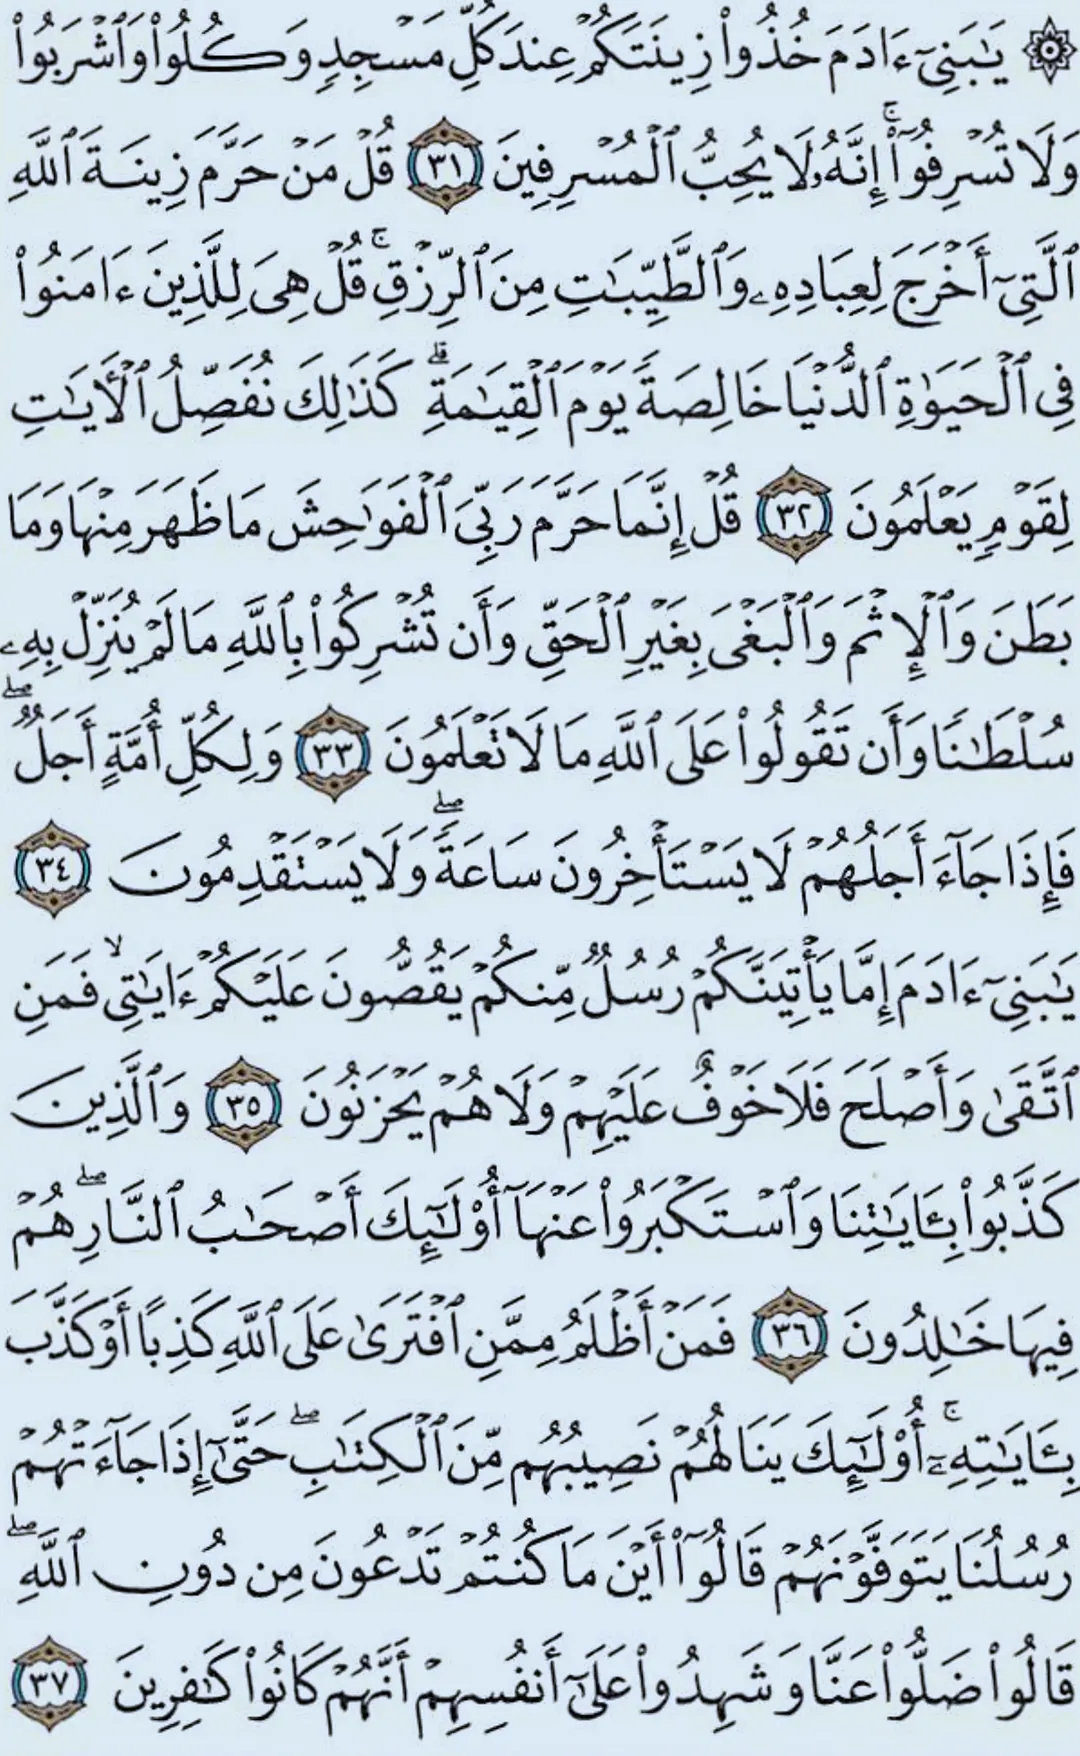 ۞ يَٰبَنِىٓ ءَادَمَ خُذُوا۟ زِينَتَكُمْ عِندَ كُلِّ مَسْجِدٍ وَكُلُوا۟ وَٱشْرَبُوا۟
وَلَا تُسْرِفُوٓا۟ ۚ إِنَّهُۥ لَا يُحِبُّ ٱلْمُسْرِفِينَ ٣١ قُلْ مَنْ حَرَّمَ زِينَةَ ٱللَّهِ
ٱلَّتِىٓ أَخْرَجَ لِعِبَادِهِۦ وَٱلطَّيِّبَٰتِ مِنَ ٱلرِّزْقِ ۚ قُلْ هِىَ لِلَّذِينَ ءَامَنُوا۟
فِى ٱلْحَيَوٰةِ ٱلدُّنْيَا خَالِصَةً يَوْمَ ٱلْقِيَٰمَةِ ۗ كَذَٰلِكَ نُفَصِّلُ ٱلْءَايَٰتِ
لِقَوْمٍ يَعْلَمُونَ ٣٢ قُلْ إِنَّمَا حَرَّمَ رَبِّىَ ٱلْفَوَٰحِشَ مَا ظَهَرَ مِنْهَا وَمَا
بَطَنَ وَٱلْإِثْمَ وَٱلْبَغْىَ بِغَيْرِ ٱلْحَقِّ وَأَن تُشْرِكُوا۟ بِٱللَّهِ مَا لَمْ يُنَزِّلْ بِهِۦ
سُلْطَٰنًا وَأَن تَقُولُوا۟ عَلَى ٱللَّهِ مَا لَا تَعْلَمُونَ ٣٣ وَلِكُلِّ أُمَّةٍ أَجَلٌ ۖ
فَإِذَا جَآءَ أَجَلُهُمْ لَا يَسْتَأْخِرُونَ سَاعَةً ۖ وَلَا يَسْتَقْدِمُونَ ٣٤
يَٰبَنِىٓ ءَادَمَ إِمَّا يَأْتِيَنَّكُمْ رُسُلٌ مِّنكُمْ يَقُصُّونَ عَلَيْكُمْ ءَايَٰتِى ۙ فَمَنِ
ٱتَّقَىٰ وَأَصْلَحَ فَلَا خَوْفٌ عَلَيْهِمْ وَلَا هُمْ يَحْزَنُونَ ٣٥ وَٱلَّذِينَ
كَذَّبُوا۟ بِـَٔايَٰتِنَا وَٱسْتَكْبَرُوا۟ عَنْهَآ أُو۟لَٰٓئِكَ أَصْحَٰبُ ٱلنَّارِ ۖ هُمْ
فِيهَا خَٰلِدُونَ ٣٦ فَمَنْ أَظْلَمُ مِمَّنِ ٱفْتَرَىٰ عَلَى ٱللَّهِ كَذِبًا أَوْ كَذَّبَ
بِـَٔايَٰتِهِۦٓ ۚ أُو۟لَٰٓئِكَ يَنَالُهُمْ نَصِيبُهُم مِّنَ ٱلْكِتَٰبِ ۖ حَتَّىٰٓ إِذَا جَآءَتْهُمْ
رُسُلُنَا يَتَوَفَّوْنَهُمْ قَالُوٓا۟ أَيْنَ مَا كُنتُمْ تَدْعُونَ مِن دُونِ ٱللَّهِ ۖ
قَالُوا۟ ضَلُّوا۟ عَنَّا وَشَهِدُوا۟ عَلَىٰٓ أَنفُسِهِمْ أَنَّهُمْ كَانُوا۟ كَٰفِرِينَ ٣٧